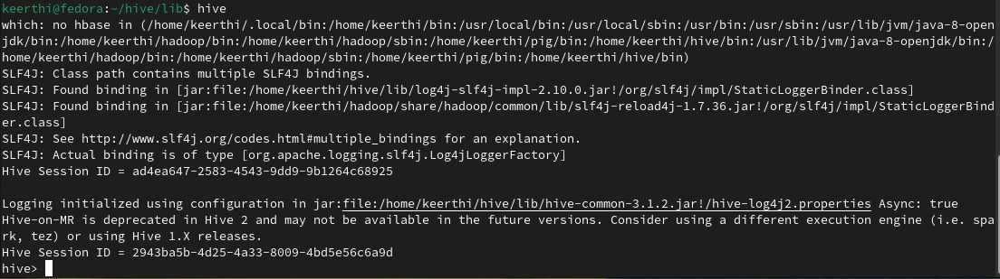 keerthi@fedora:~/hive/lib$ hive
which: no hbase in (/home/keerthi/.local/bin:/home/keerthi/bin:/usr/local/bin:/usr/local/sbin:/usr/bin:/usr/sbin:/usr/lib/jvm/java-8-open
jdk/bin:/home/keerthi/hadoop/bin:/home/keerthi/hadoop/sbin:/home/keerthi/pig/bin:/home/keerthi/hive/bin:/usr/lib/jvm/java-8-openjdk/bin:/
home/keerthi/hadoop/bin:/home/keerthi/hadoop/sbin:/home/keerthi/pig/bin:/home/keerthi/hive/bin)
SLF4J: Class path contains multiple SLF4J bindings.
SLF4J: Found binding in [jar:file:/home/keerthi/hive/lib/log4j-slf4j-impl-2.10.0.jar!/org/slf4j/impl/StaticLoggerBinder.class]
SLF4J: Found binding in [jar:file:/home/keerthi/hadoop/share/hadoop/common/lib/slf4j-reload4j-1.7.36.jar!/org/slf4j/impl/StaticLoggerBind
er.class]
SLF4J: See http://www.slf4j.org/codes.html#multiple_bindings for an explanation.
SLF4J: Actual binding is of type [org.apache.logging.slf4j.Log4jLoggerFactory]
Hive Session ID = ad4ea647-2583-4543-9dd9-9b1264c68925
Logging initialized using configuration in jar:file:/home/keerthi/hive/lib/hive-common-3.1.2.jar!/hive-log4j2.properties Async: true
Hive-on-MR is deprecated in Hive 2 and may not be available in the future versions. Consider using a different execution engine (i.e. spa
rk, tez) or using Hive 1.X releases.
Hive Session ID = 2943ba5b-4d25-4a33-8009-4bd5e56c6a9d
hive>